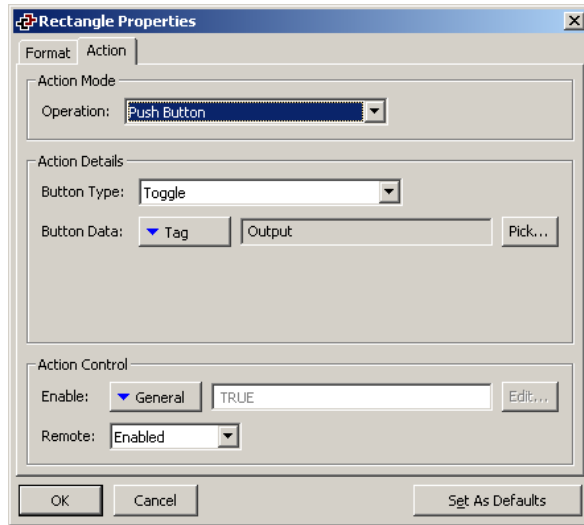 Rectangle Properties
Format Action
Action Mode
Operation: Push Button
Action Details
Button Type: Toggle
Button Data: Tag Output Pick...
Action Control
Enable: General TRUE Edit...
Remote: Enabled
OK Cancel Set As Defaults